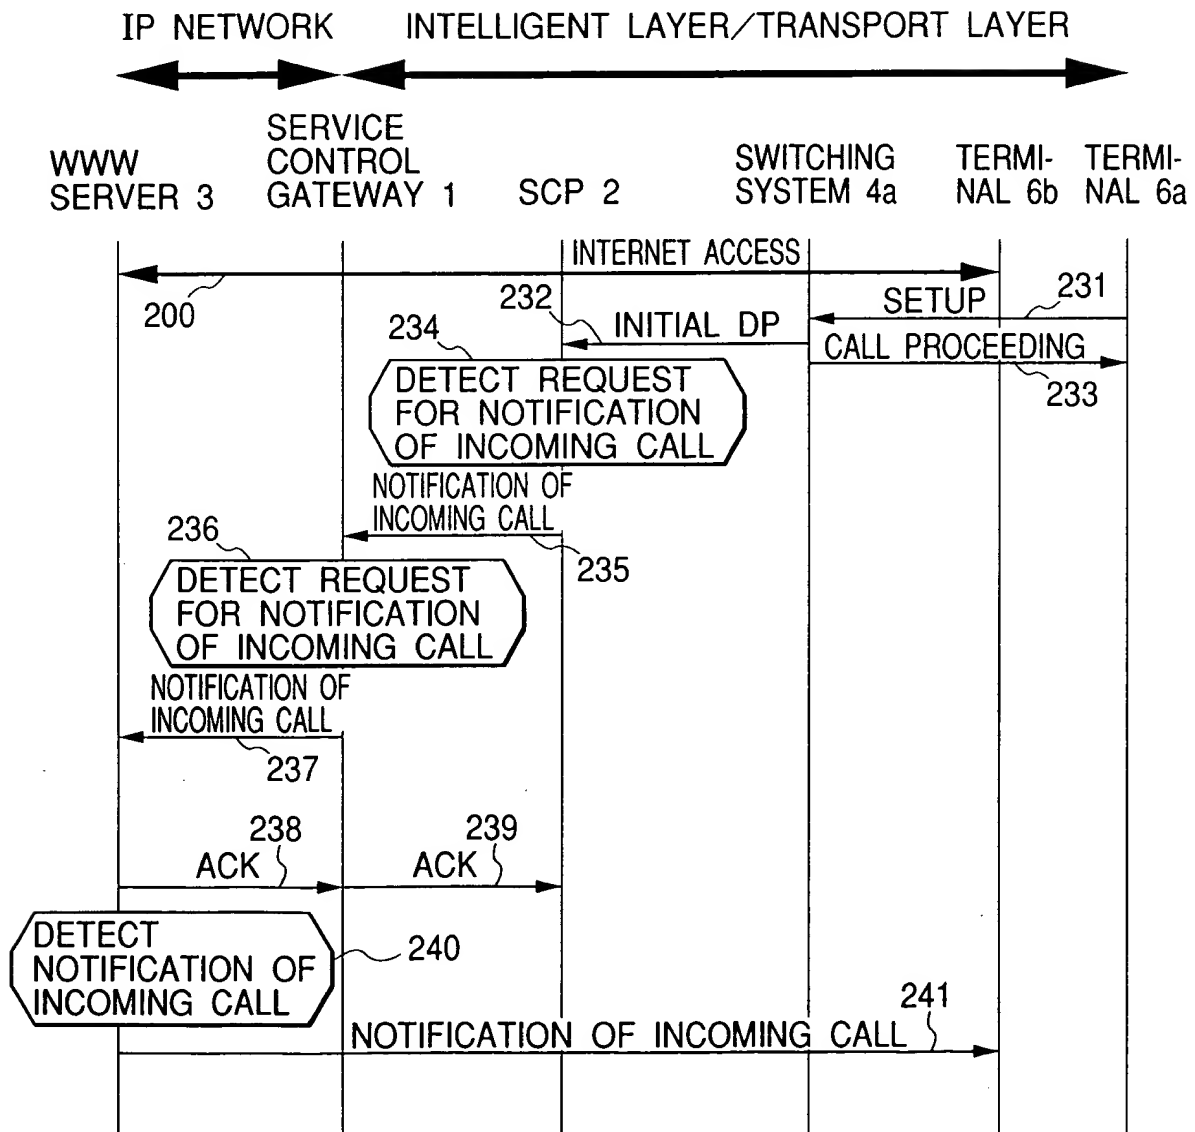 IP NETWORK
INTELLIGENT LAYER/TRANSPORT LAYER
WWW
SERVER 3
SERVICE
CONTROL
GATEWAY 1
SCP 2
SWITCHING
SYSTEM 4a
TERMI-
NAL 6b
TERMI-
NAL 6a
INTERNET ACCESS
200
232
SETUP
231
234
INITIAL DP
CALL PROCEEDING
233
DETECT REQUEST
FOR NOTIFICATION
OF INCOMING CALL
NOTIFICATION OF
INCOMING CALL
235
236
DETECT REQUEST
FOR NOTIFICATION
OF INCOMING CALL
NOTIFICATION OF
INCOMING CALL
237
238
ACK
239
ACK
DETECT
NOTIFICATION OF
INCOMING CALL
240
241
NOTIFICATION OF INCOMING CALL